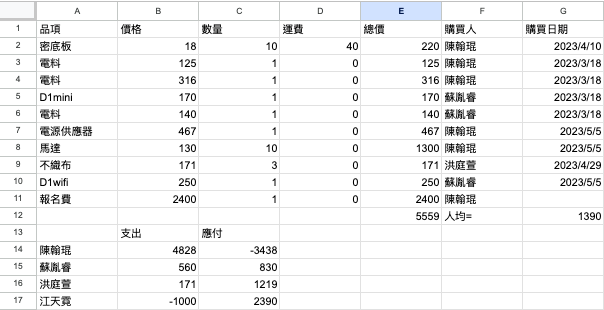 A B C D E F G
1 品項 價格 數量 運費 總價 購買人 購買日期
2 密底板 18 10 40 220 陳翰琨 2023/4/10
3 電料 125 1 0 125 陳翰琨 2023/3/18
4 電料 316 1 0 316 陳翰琨 2023/3/18
5 D1mini 170 1 0 170 蘇胤睿 2023/3/18
6 電料 140 1 0 140 蘇胤睿 2023/3/18
7 電源供應器 467 1 0 467 陳翰琨 2023/5/5
8 馬達 130 10 0 1300 陳翰琨 2023/5/5
9 不織布 171 3 0 171 洪庭萱 2023/4/29
10 D1wifi 250 1 0 250 蘇胤睿 2023/5/5
11 報名費 2400 1 0 2400 陳翰琨
12 5559 人均= 1390
13 支出 應付
14 陳翰琨 4828 -3438
15 蘇胤睿 560 830
16 洪庭萱 171 1219
17 江天霓 -1000 2390